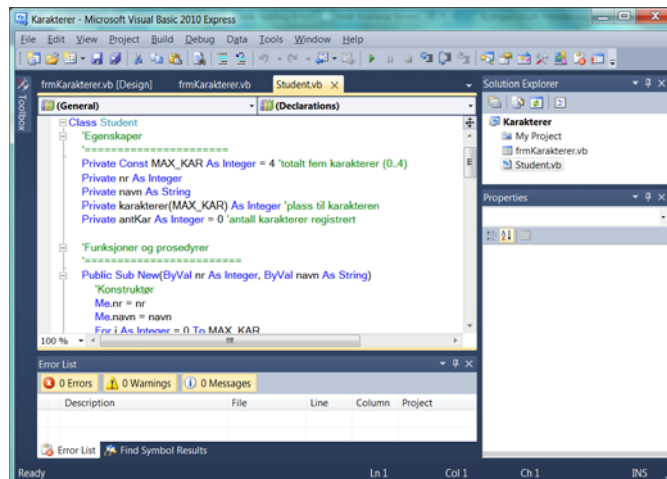 Karakterer - Microsoft Visual Basic 2010 Express
File Edit View Project Build Debug Data Tools Window Help
Toolbox
frmKarakterer.vb [Design] frmKarakterer.vb Student.vb
(General) (Declarations)
Class Student
'Egenskaper
'======================
Private Const MAX_KAR As Integer = 4 'totalt fem karakterer (0..4)
Private nr As Integer
Private navn As String
Private karakterer(MAX_KAR) As Integer 'plass til karakteren
Private antKar As Integer = 0 'antall karakterer registrert
'Funksjoner og prosedyrer
'========================
Public Sub New(ByVal nr As Integer, ByVal navn As String)
'Konstruktør
Me.nr = nr
Me.navn = navn
For i As Integer = 0 To MAX_KAR
100 %
Solution Explorer
Karakterer
My Project
frmKarakterer.vb
Student.vb
Properties
Error List
0 Errors 0 Warnings 0 Messages
Description File Line Column Project
Error List Find Symbol Results
Ready Ln 1 Col 1 Ch 1 INS